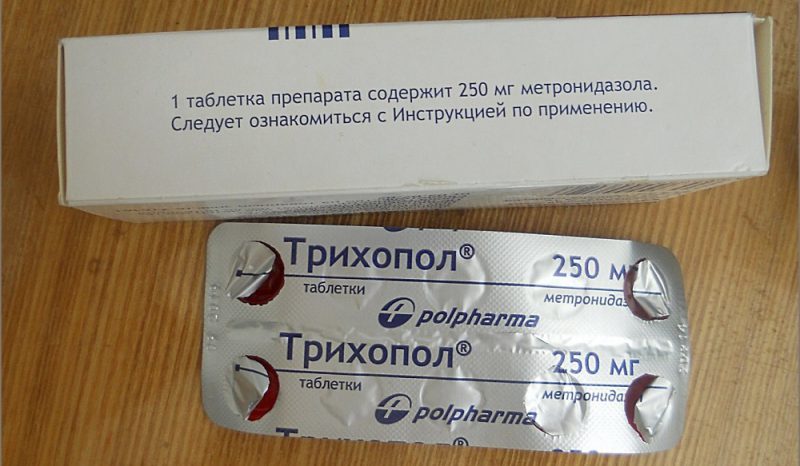 1 таблетка препарата содержит 250 мг метронидазола.
Следует ознакомиться с Инструкцией по применению.
Трихопол® 250 мг
таблетки
polpharma
Трихопол® 250 мг
таблетки
polpharma